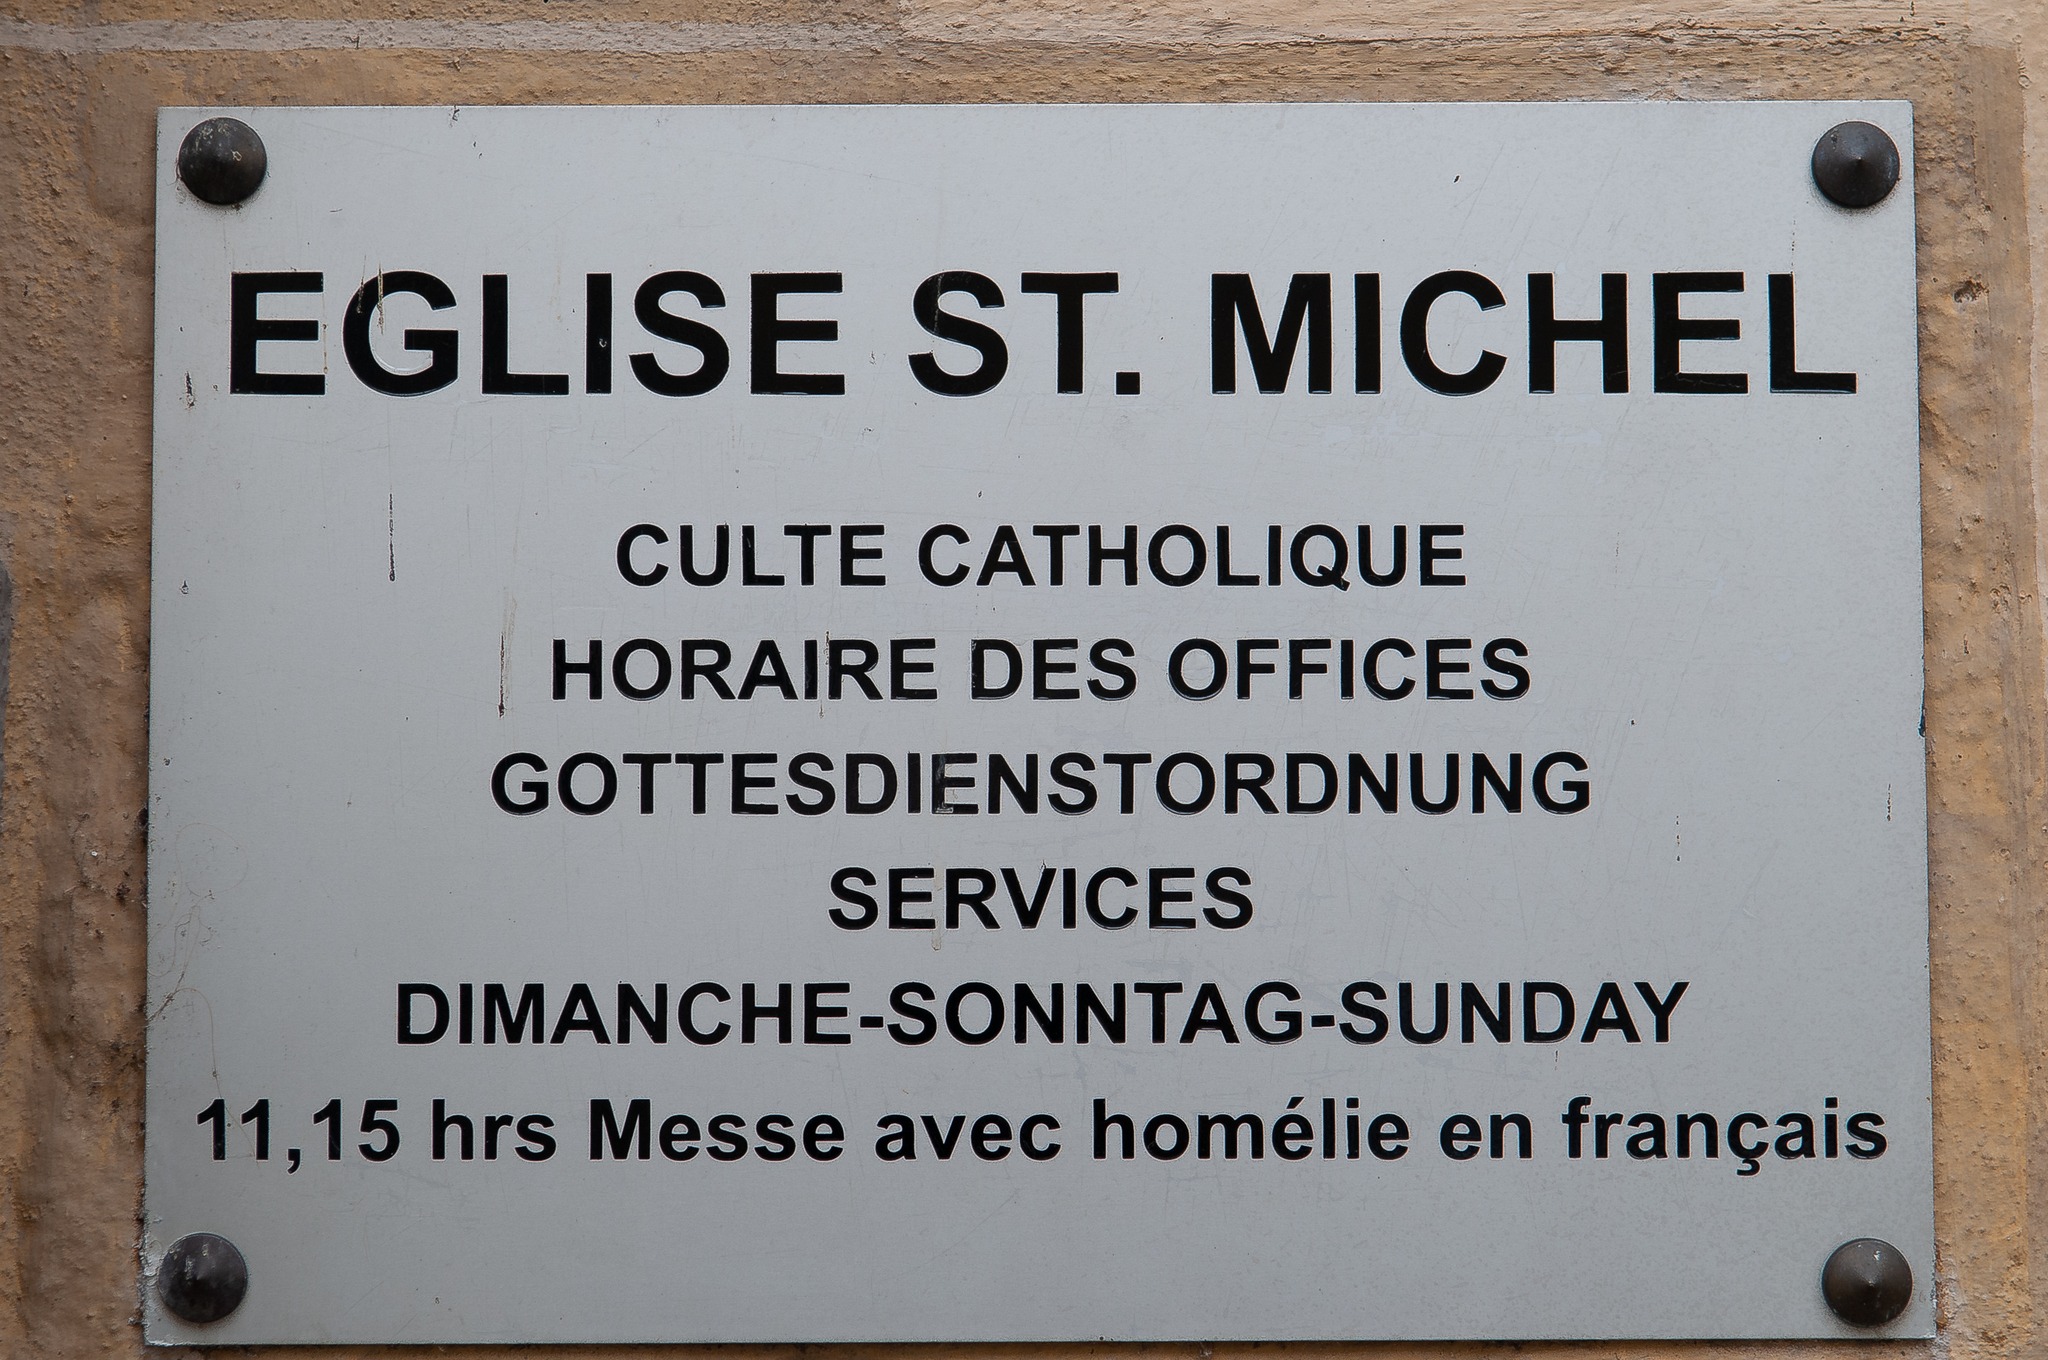 EGLISE ST. MICHEL
CULTE CATHOLIQUE
HORAIRE DES OFFICES
GOTTESDIENSTORDNUNG
SERVICES
DIMANCHE-SONNTAG-SUNDAY
11,15 hrs Messe avec homélie en français